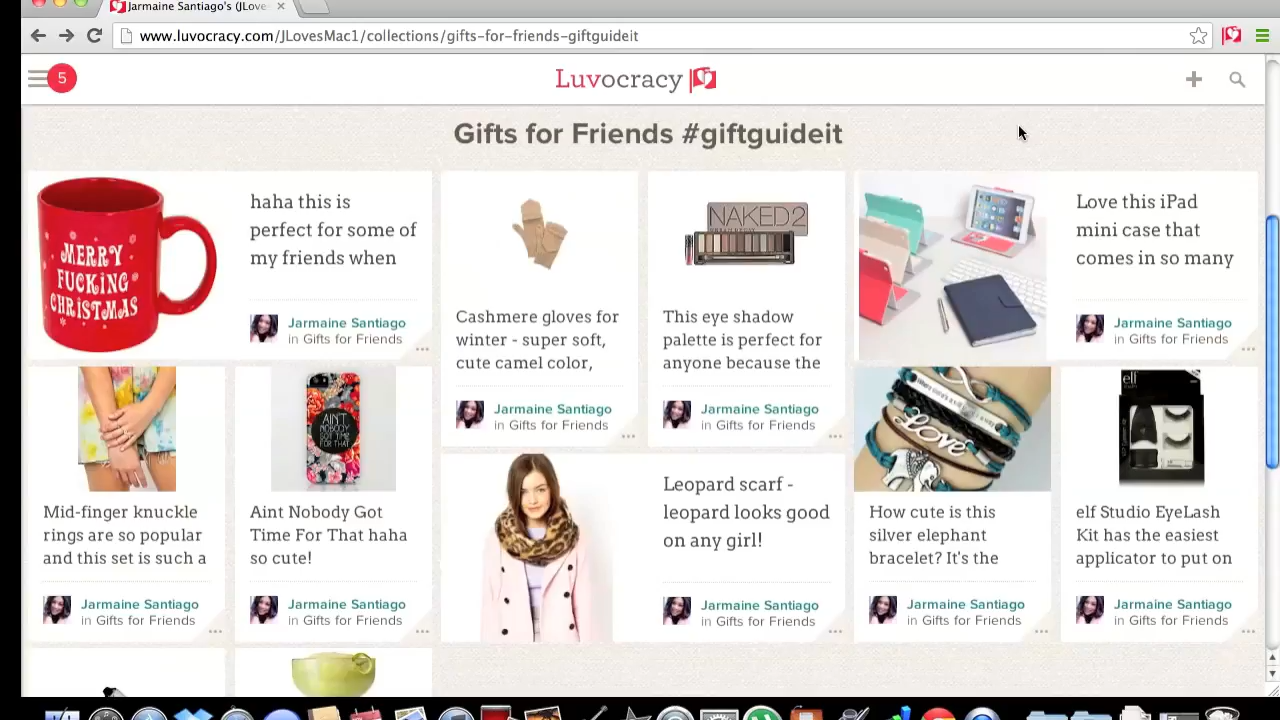 Jarmaine Santiago's (JLove
www.luvocracy.com/JLovesMac1/collections/gifts-for-friends-giftguideit
5
Luvocracy
Gifts for Friends #giftguideit
MERRY
FUCKING
CHRISTMAS
haha this is
perfect for some of
my friends when
Jarmaine Santiago
in Gifts for Friends
Cashmere gloves for
winter - super soft,
cute camel color,
Jarmaine Santiago
in Gifts for Friends
NAKED2
This eye shadow
palette is perfect for
anyone because the
Jarmaine Santiago
in Gifts for Friends
Love this iPad
mini case that
comes in so many
Jarmaine Santiago
in Gifts for Friends
Mid-finger knuckle
rings are so popular
and this set is such a
Jarmaine Santiago
in Gifts for Friends
AIN'T
NOBODY
GOT TIME
FOR THAT
Aint Nobody Got
Time For That haha
so cute!
Jarmaine Santiago
in Gifts for Friends
Leopard scarf -
leopard looks good
on any girl!
Jarmaine Santiago
in Gifts for Friends
Love
How cute is this
silver elephant
bracelet? It's the
Jarmaine Santiago
in Gifts for Friends
elf
elf Studio EyeLash
Kit has the easiest
applicator to put on
Jarmaine Santiago
in Gifts for Friends